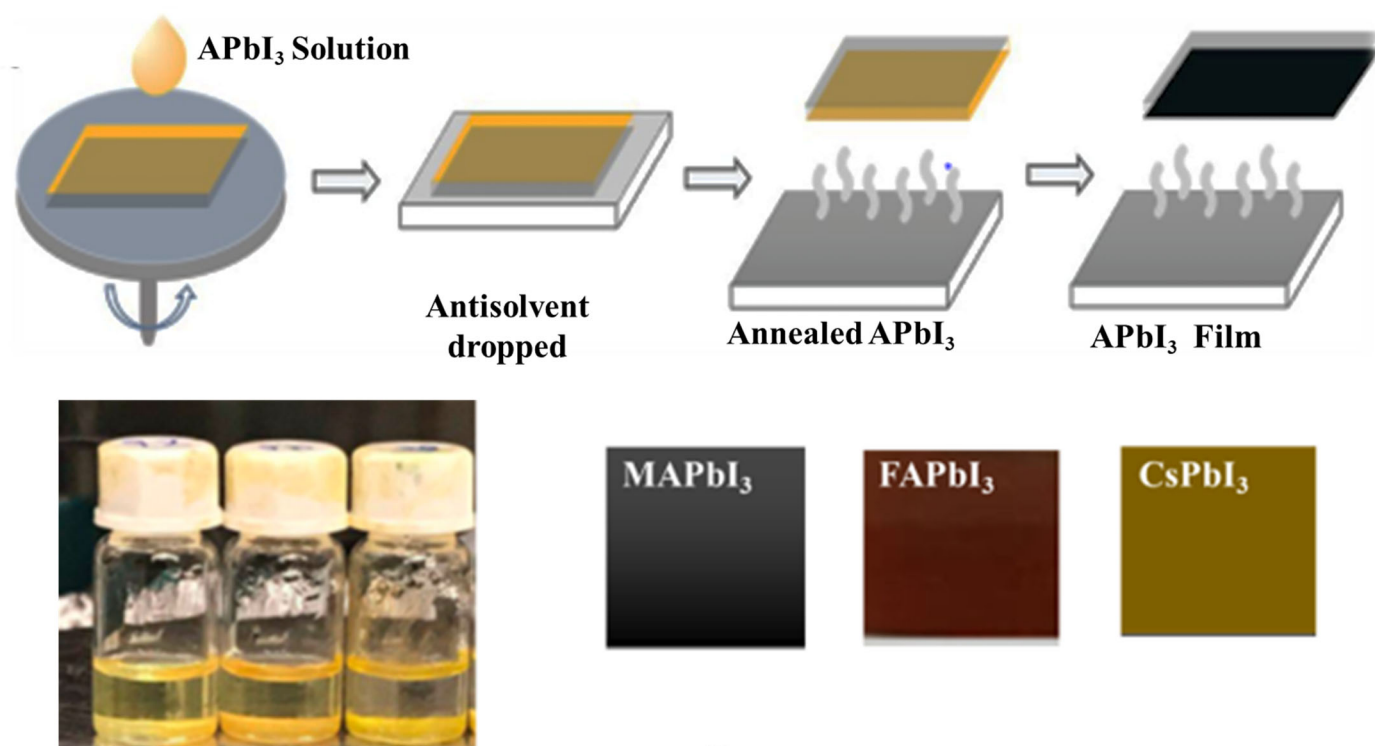 APbI₃ Solution
Antisolvent
dropped
Annealed APbI₃
APbI₃ Film
MAPbI₃
FAPbI₃
CsPbI₃